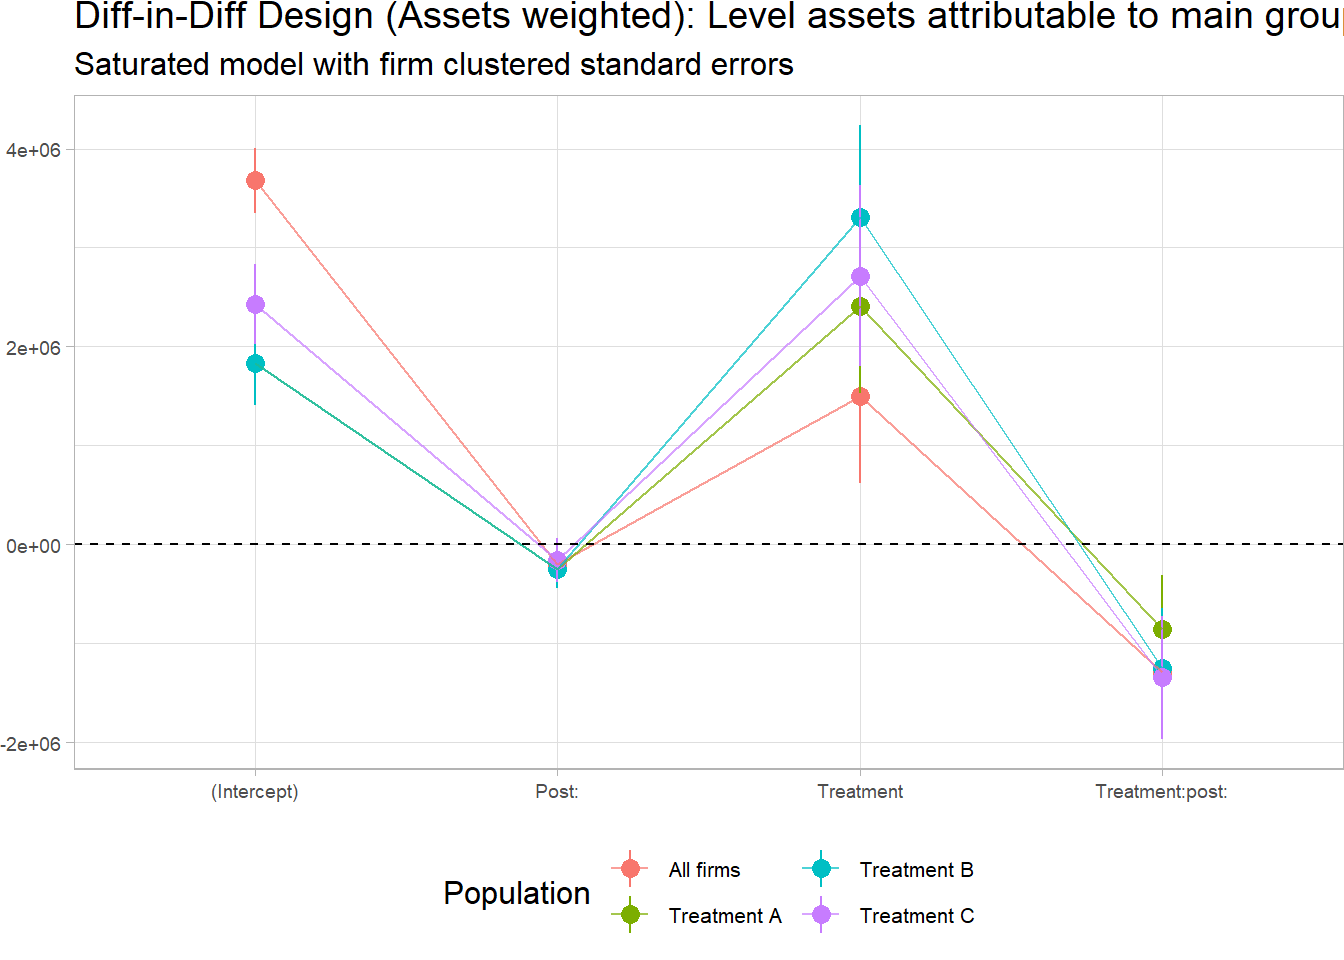 Diff-in-Diff Design (Assets weighted): Level assets attributable to main grou
Saturated model with firm clustered standard errors
4e+06
2e+06
0e+00
-2e+06
(Intercept) Post: Treatment Treatment:post:
Population
All firms Treatment B
Treatment A Treatment C